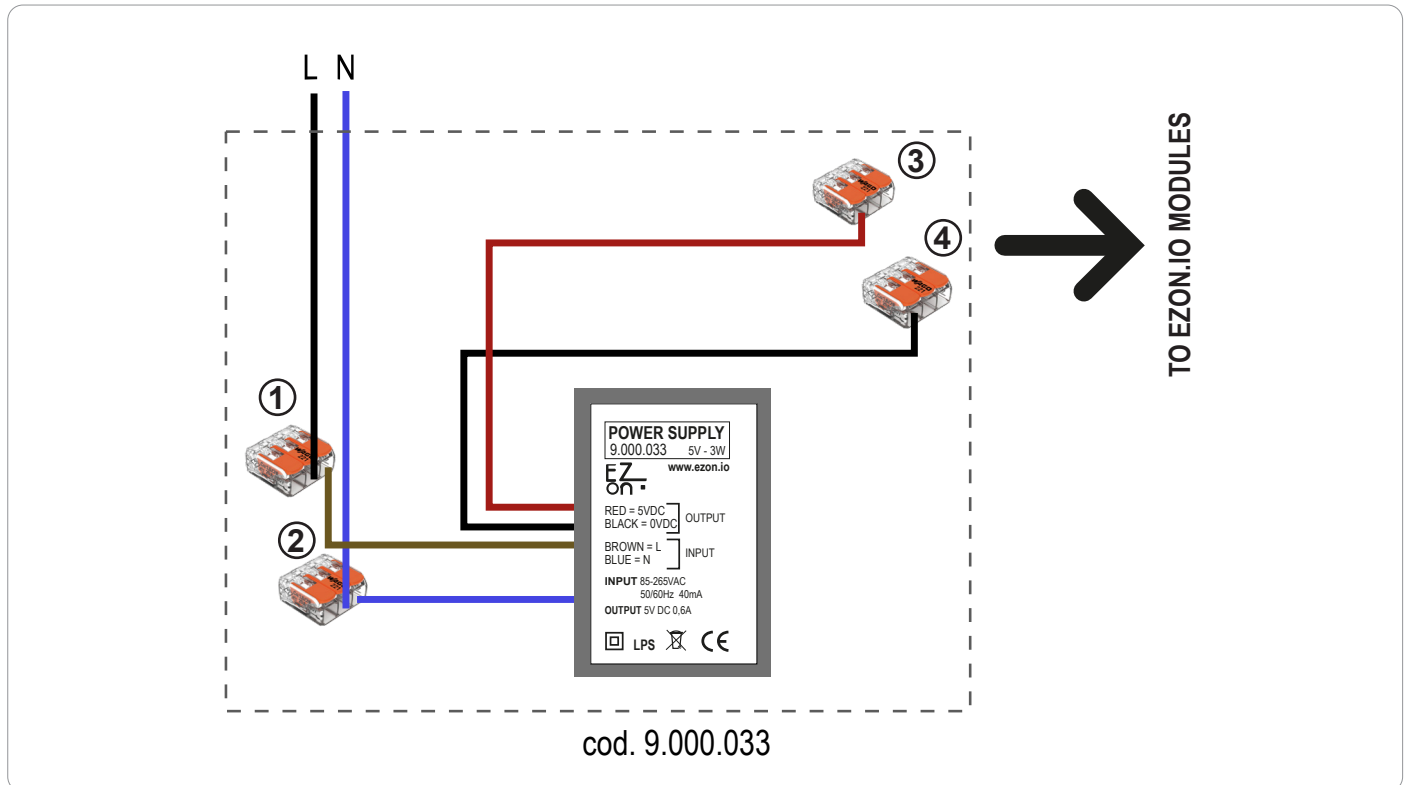 L N
3
4
TO EZON.IO MODULES
1
2
POWER SUPPLY
9.000.033 5V - 3W
www.ezon.io
EZ
on
RED = 5VDC
BLACK = 0VDC
OUTPUT
BROWN = L
BLUE = N
INPUT
INPUT 85-265VAC
50/60Hz 40mA
OUTPUT 5V DC 0,6A
LPS CE
cod. 9.000.033